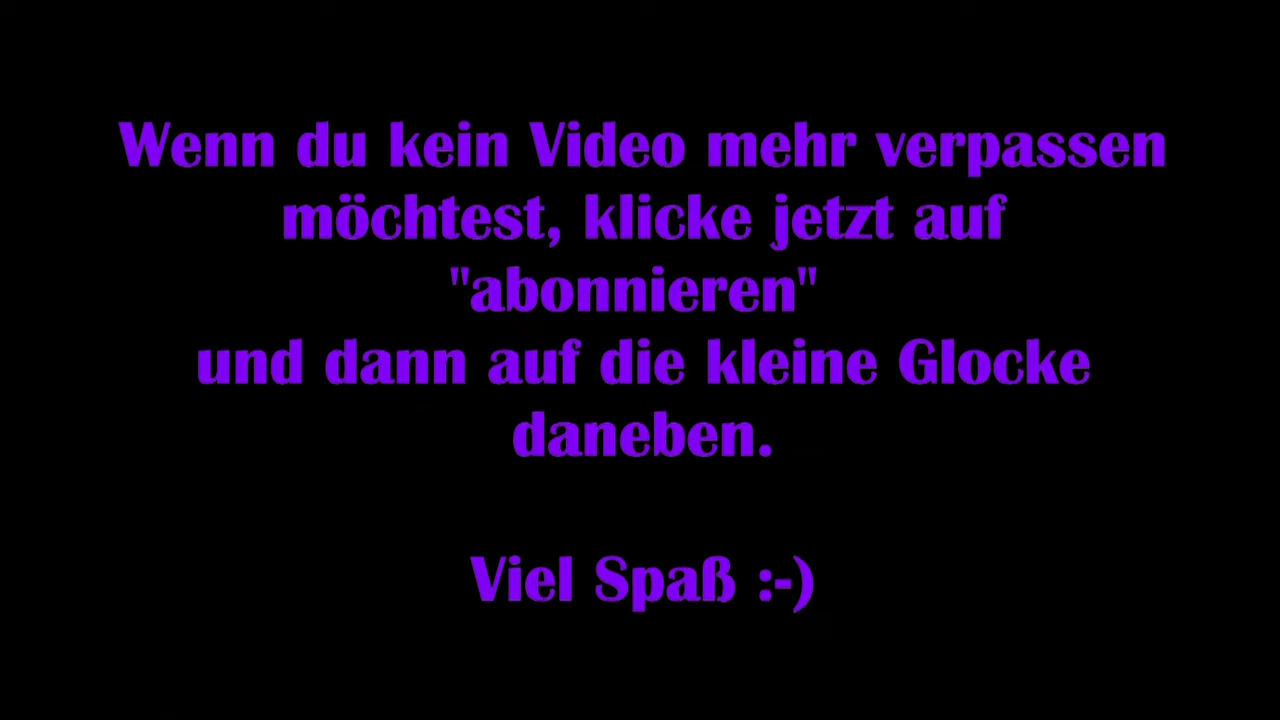 Wenn du kein Video mehr verpassen
möchtest, klicke jetzt auf
"abonnieren"
und dann auf die kleine Glocke
daneben.
Viel Spaß :-)